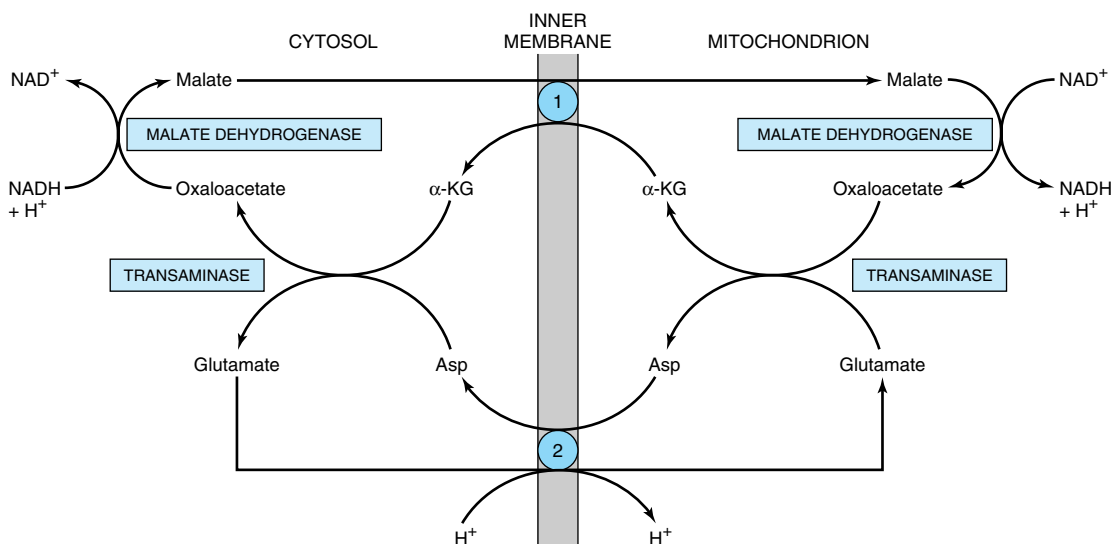 INNER
MEMBRANE
CYTOSOL
MITOCHONDRION
NAD⁺
Malate
Malate
NAD⁺
1
MALATE DEHYDROGENASE
MALATE DEHYDROGENASE
NADH
+ H⁺
Oxaloacetate
α-KG
α-KG
Oxaloacetate
NADH
+ H⁺
TRANSAMINASE
TRANSAMINASE
Glutamate
Asp
Asp
Glutamate
2
H⁺
H⁺